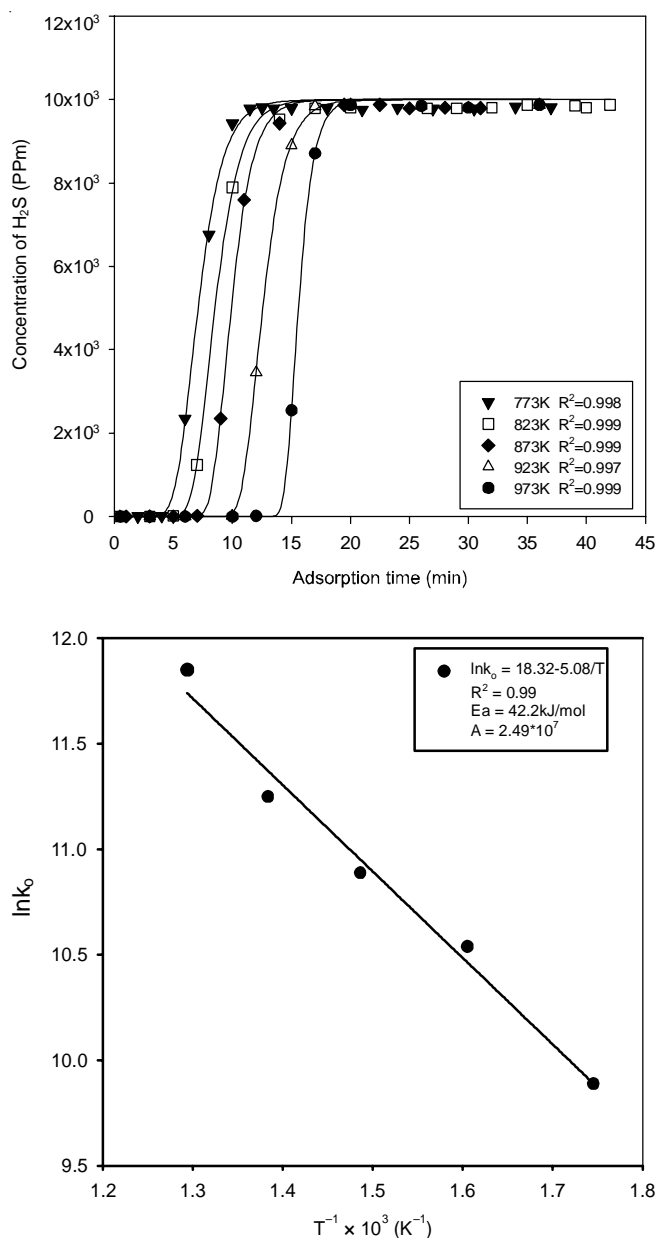 12x10³
10x10³
8x10³
6x10³
4x10³
2x10³
0
Concentration of H₂S (PPm)
773K R²=0.998
823K R²=0.999
873K R²=0.999
923K R²=0.997
973K R²=0.999
0 5 10 15 20 25 30 35 40 45
Adsorption time (min)
12.0
11.5
11.0
10.5
10.0
9.5
lnkₒ
lnkₒ = 18.32-5.08/T
R² = 0.99
Ea = 42.2kJ/mol
A = 2.49*10⁷
1.2 1.3 1.4 1.5 1.6 1.7 1.8
T⁻¹ × 10³ (K⁻¹)